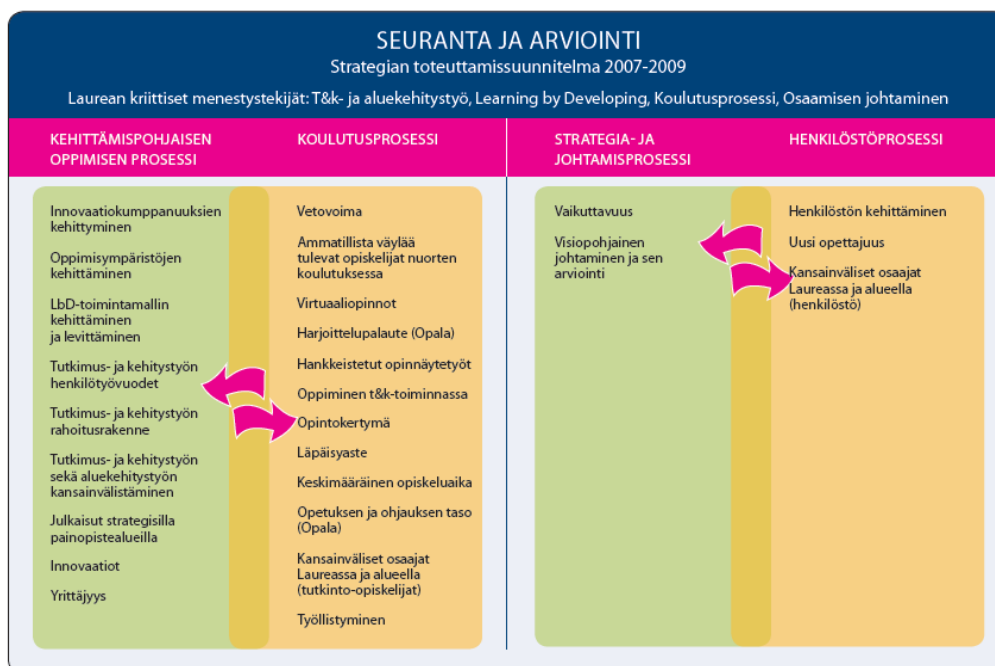 SEURANTA JA ARVIOINTI
Strategian toteuttamissuunnitelma 2007-2009
Laurean kriittiset menestystekijät: T&k- ja aluekehitystyö, Learning by Developing, Koulutusprosessi, Osaamisen johtaminen
KEHITTÄMISPOHJAISEN
OPPIMISEN PROSESSI
KOULUTUSPROSESSI
STRATEGIA- JA
JOHTAMISPROSESSI
HENKILÖSTÖPROSESSI
Innovaatiokumppanuuksien
kehittyminen
Oppimisympäristöjen
kehittäminen
LbD-toimintamallin
kehittäminen
ja levittäminen
Tutkimus- ja kehitystyön
henkilötyövuodet
Tutkimus- ja kehitystyön
rahoitusrakenne
Tutkimus- ja kehitystyön
sekä aluekehitystyön
kansainvälistäminen
Julkaisut strategisilla
painopistealueilla
Innovaatiot
Yrittäjyys
Vetovoima
Ammatillista väylää
tulevat opiskelijat nuorten
koulutuksessa
Virtuaaliopinnot
Harjoittelupalaute (Opala)
Hankkeistetut opinnäytetyöt
Oppiminen t&k-toiminnassa
Opintokertymä
Läpäisyaste
Keskimääräinen opiskeluaika
Opetuksen ja ohjauksen taso
(Opala)
Kansainväliset osaajat
Laureassa ja alueella
(tutkinto-opiskelijat)
Työllistyminen
Vaikuttavuus
Visiopohjainen
johtaminen ja sen
arviointi
Henkilöstön kehittäminen
Uusi opettajuus
Kansainväliset osaajat
Laureassa ja alueella
(henkilöstö)